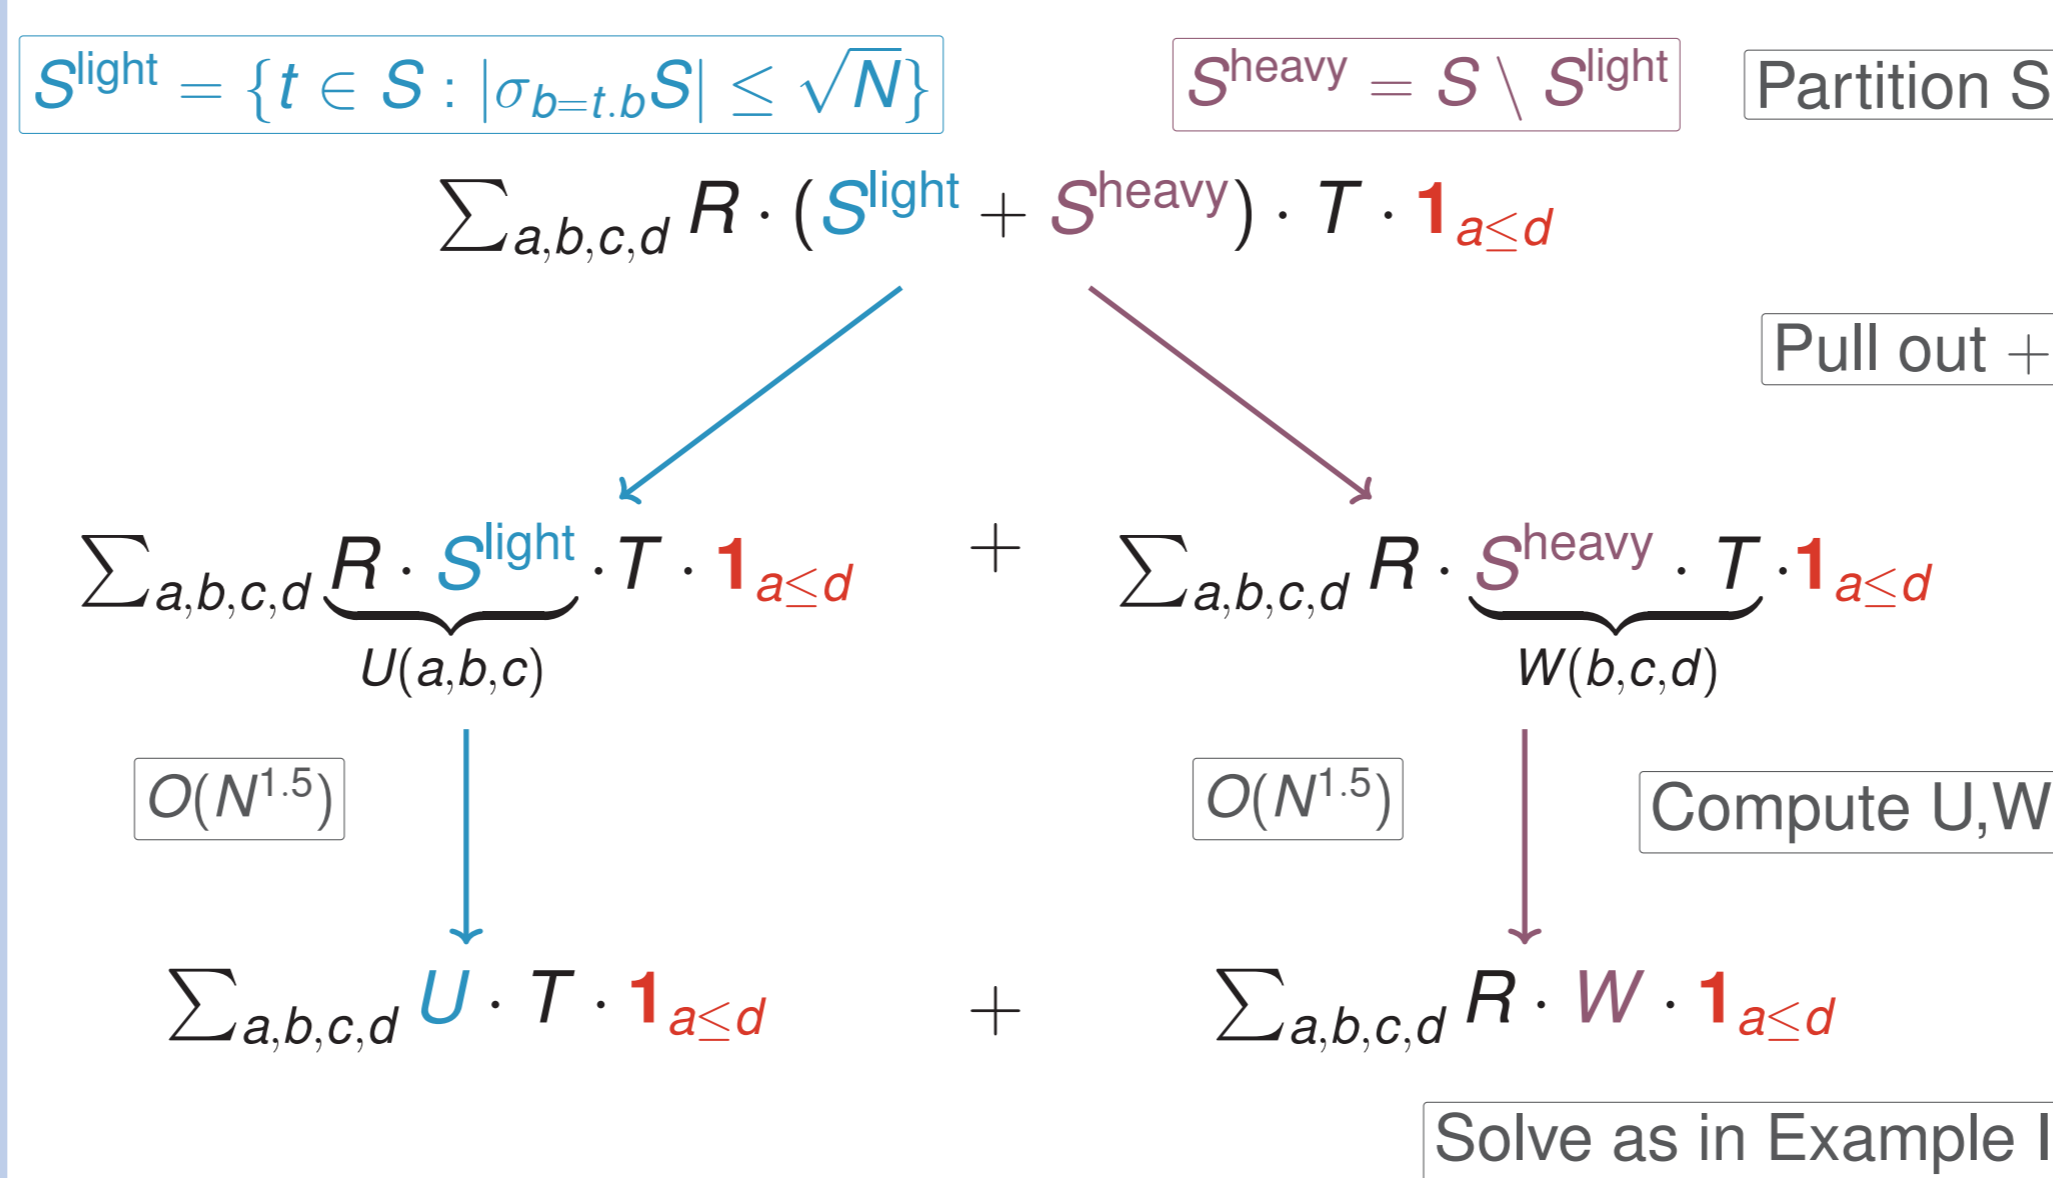 S^light = {t ∈ S : |σ_{b=t.b}S| ≤ √N} S^heavy = S \ S^light Partition S
∑_{a,b,c,d} R · (S^light + S^heavy) · T · 1_{a≤d}
Pull out +
∑_{a,b,c,d} R · S^light · T · 1_{a≤d} + ∑_{a,b,c,d} R · S^heavy · T · 1_{a≤d}
U(a,b,c) W(b,c,d)
O(N^1.5) O(N^1.5) Compute U,W
∑_{a,b,c,d} U · T · 1_{a≤d} + ∑_{a,b,c,d} R · W · 1_{a≤d}
Solve as in Example I